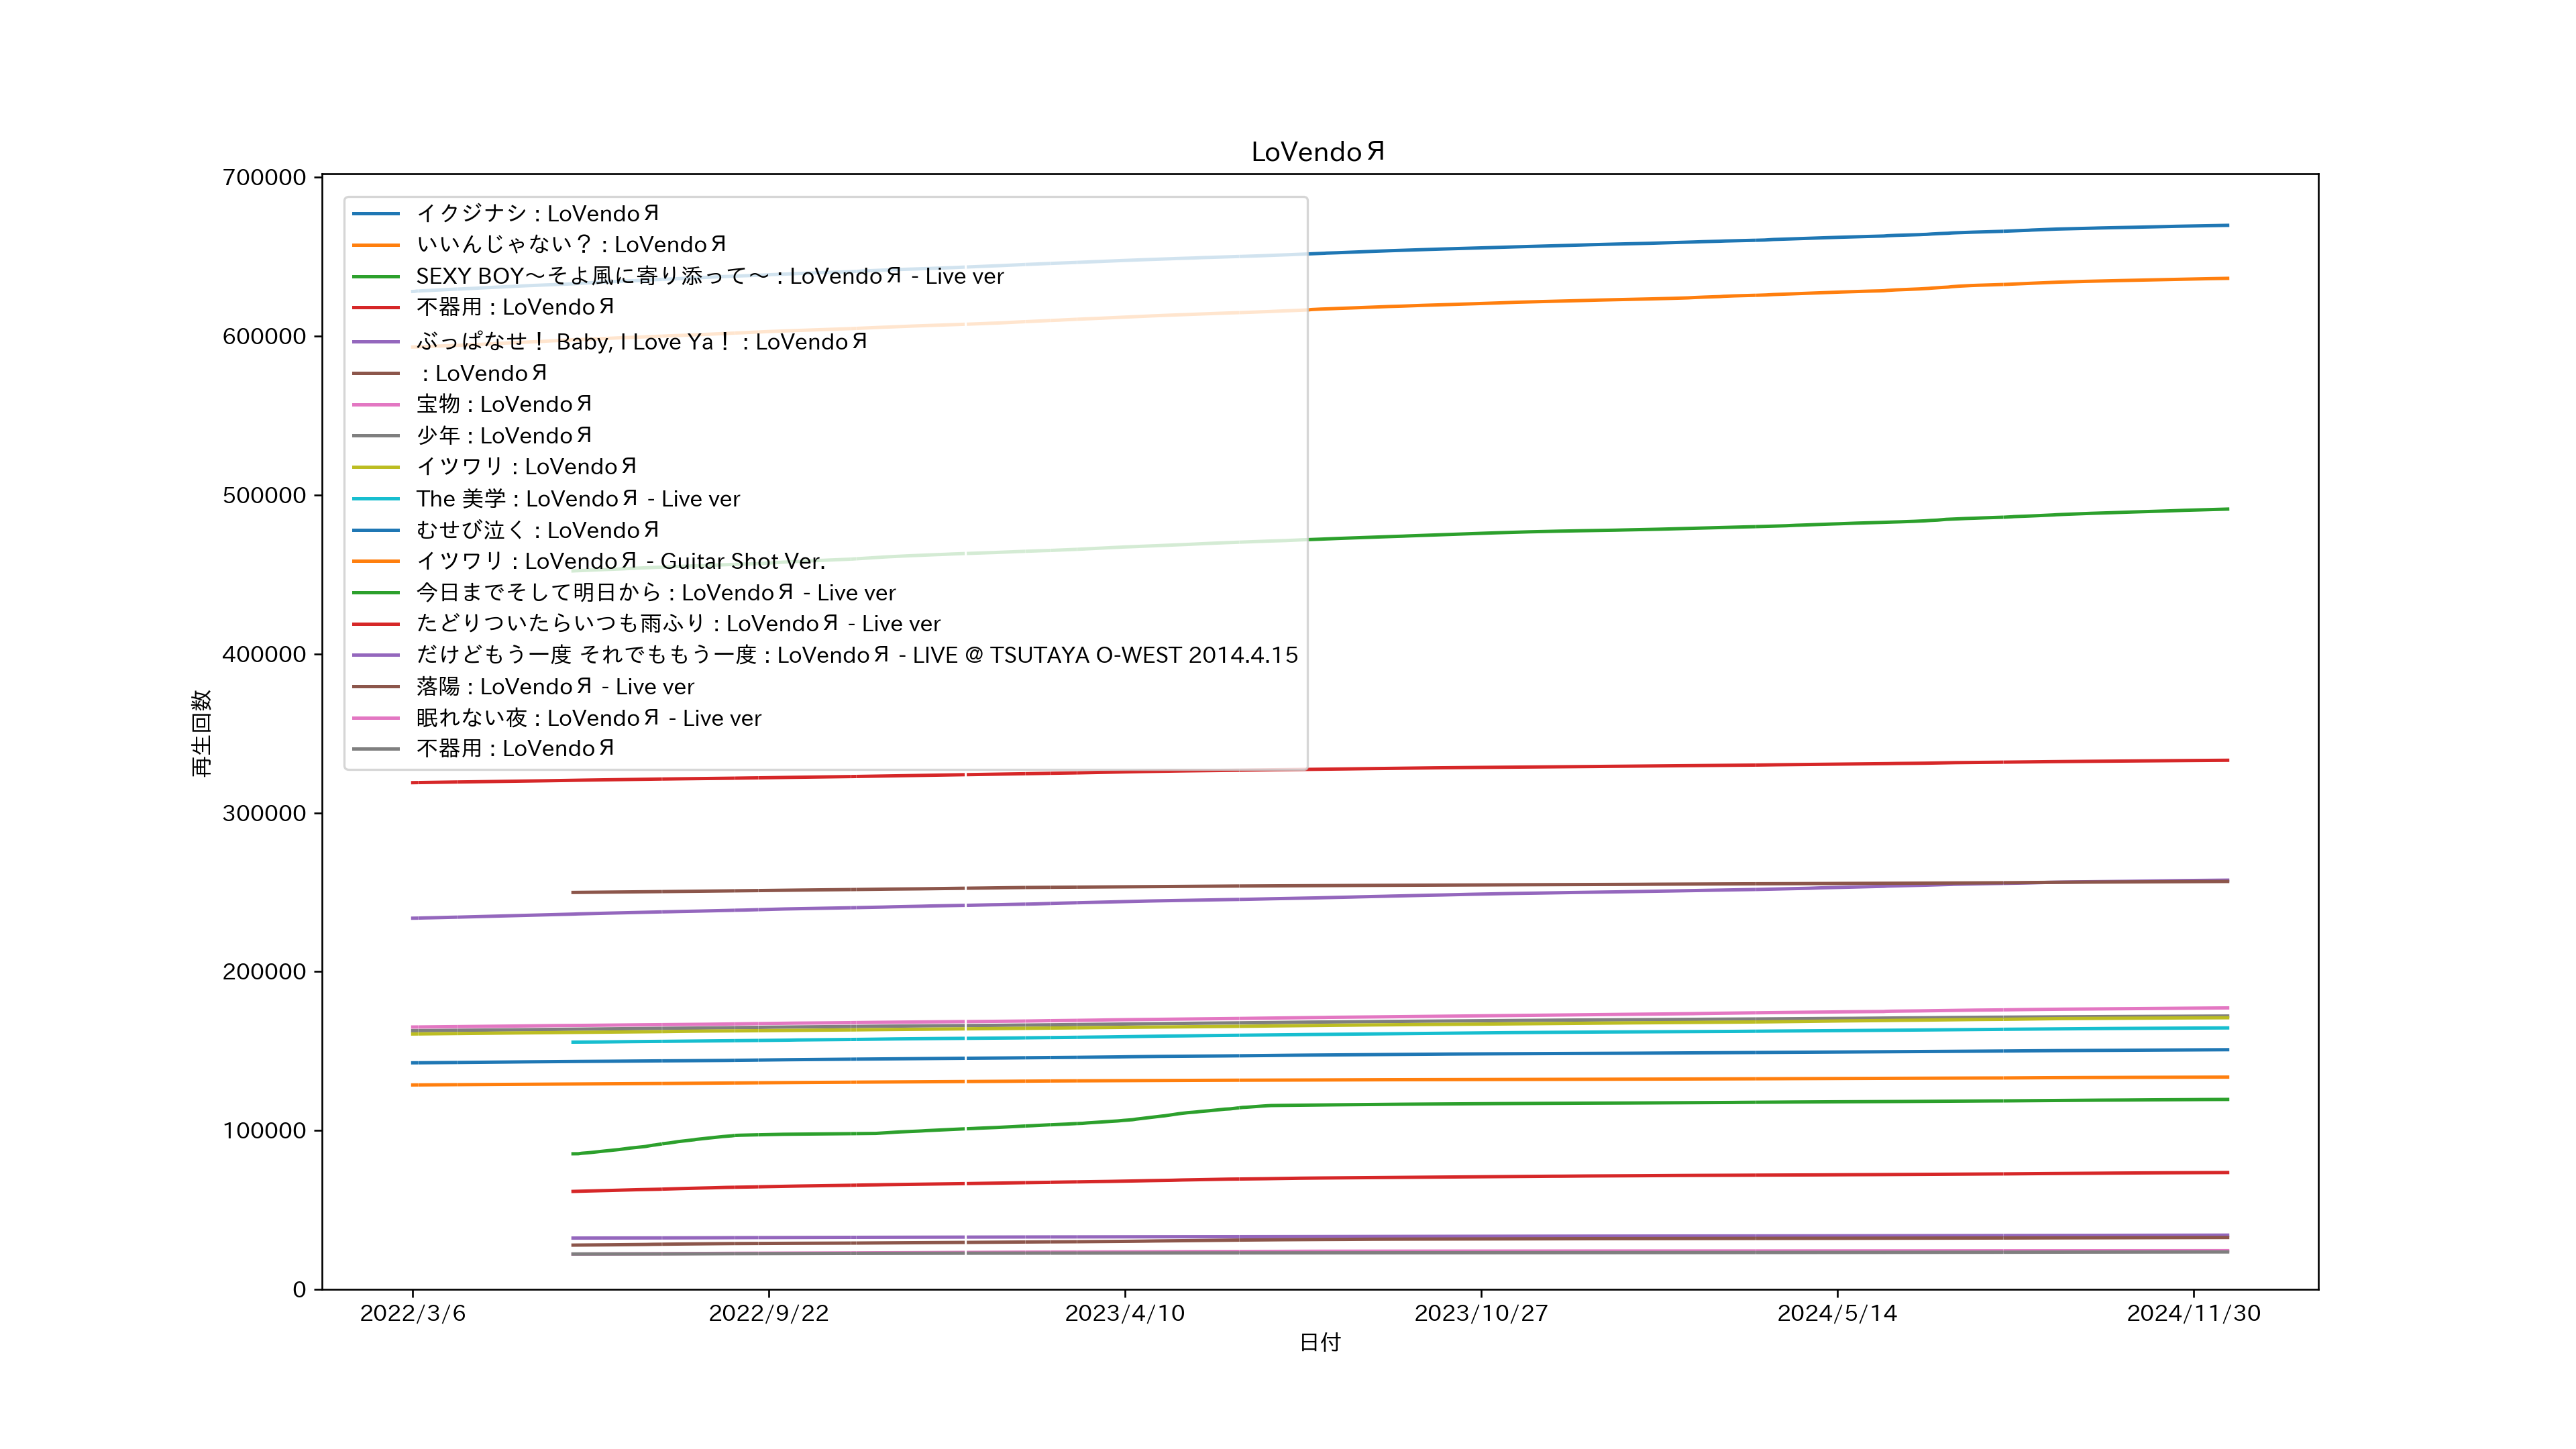 LoVendoЯ
700000
600000
500000
400000
300000
200000
100000
0
再生回数
イクジナシ : LoVendoЯ
いいんじゃない？ : LoVendoЯ
SEXY BOY～そよ風に寄り添って～ : LoVendoЯ - Live ver
不器用 : LoVendoЯ
ぶっぱなせ！ Baby, I Love Ya！ : LoVendoЯ
: LoVendoЯ
宝物 : LoVendoЯ
少年 : LoVendoЯ
イツワリ : LoVendoЯ
The 美学 : LoVendoЯ - Live ver
むせび泣く : LoVendoЯ
イツワリ : LoVendoЯ - Guitar Shot Ver.
今日までそして明日から : LoVendoЯ - Live ver
たどりついたらいつも雨ふり : LoVendoЯ - Live ver
だけどもう一度 それでももう一度 : LoVendoЯ - LIVE @ TSUTAYA O-WEST 2014.4.15
落陽 : LoVendoЯ - Live ver
眠れない夜 : LoVendoЯ - Live ver
不器用 : LoVendoЯ
2022/3/6 2022/9/22 2023/4/10 2023/10/27 2024/5/14 2024/11/30
日付